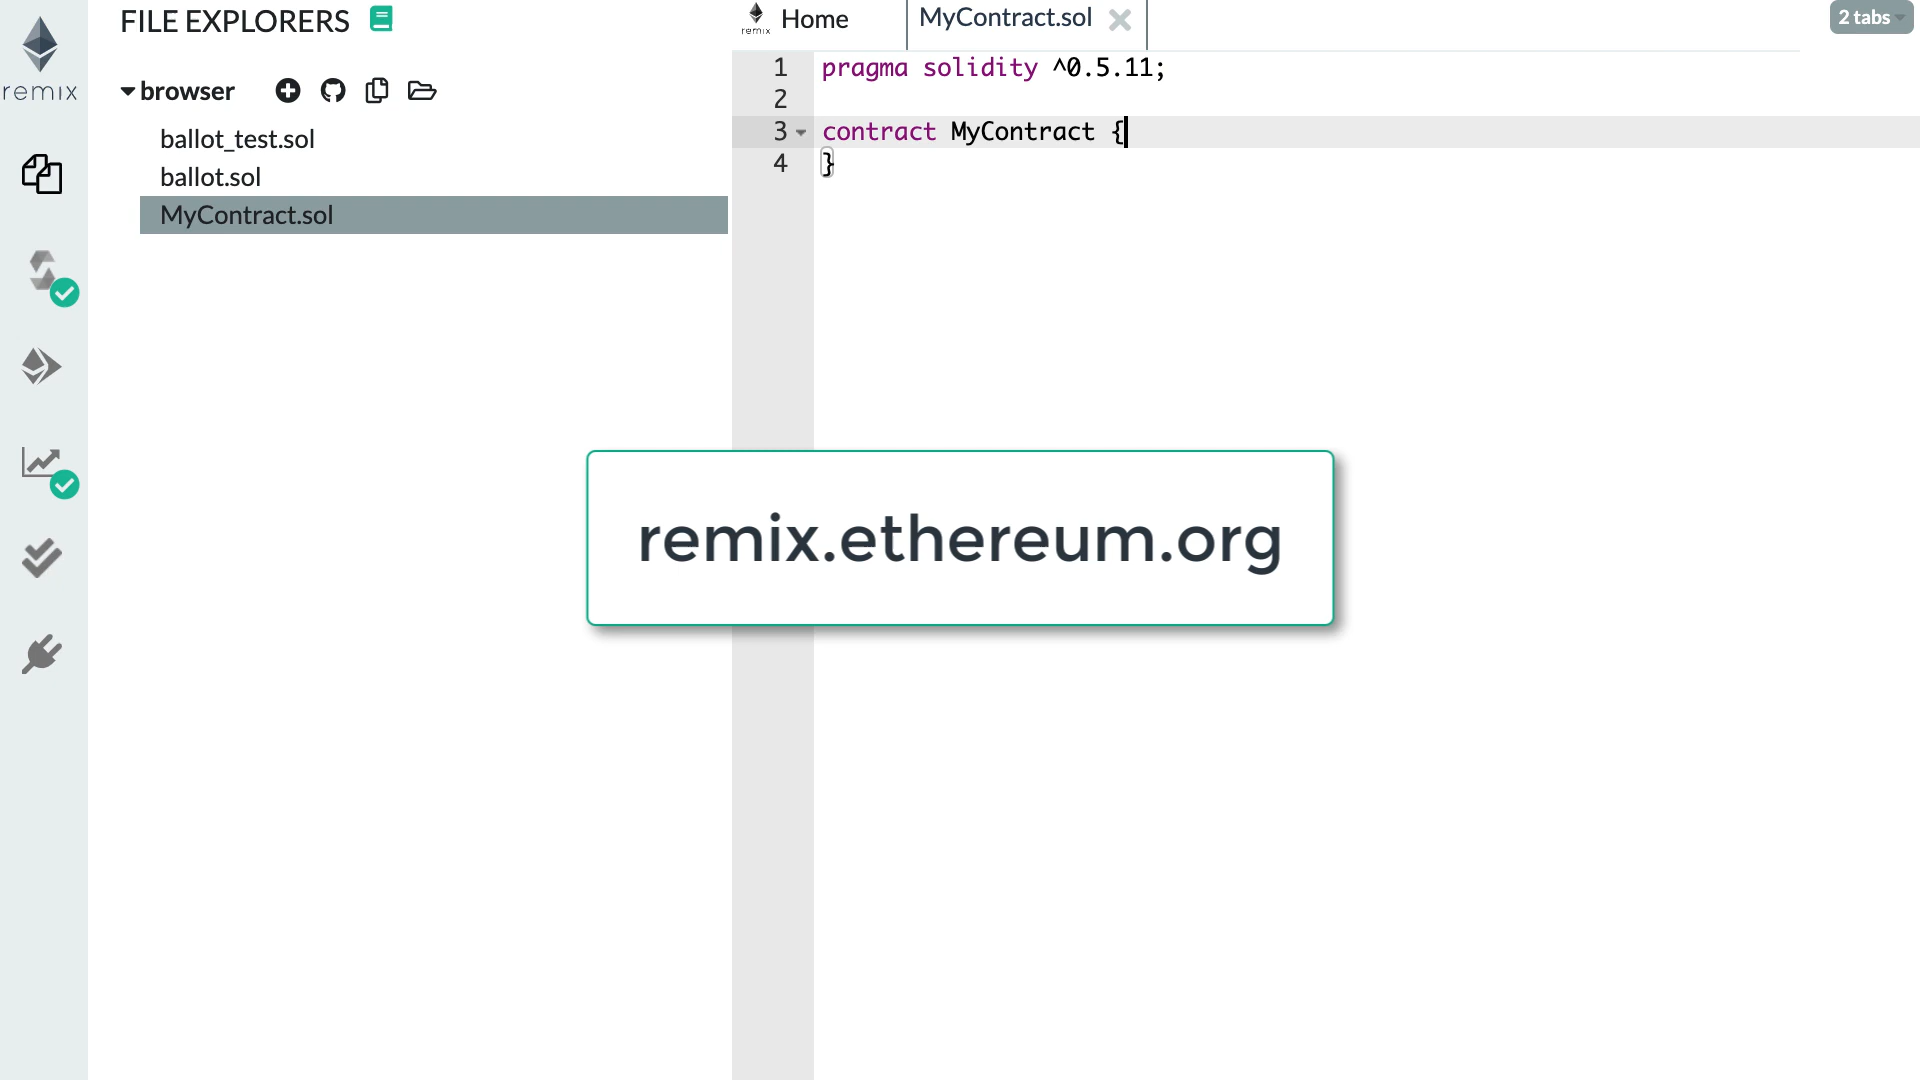 remix
FILE EXPLORERS
browser
ballot_test.sol
ballot.sol
MyContract.sol
remix
Home
MyContract.sol
2 tabs
1 pragma solidity ^0.5.11;
2
3 contract MyContract {
4 }
remix.ethereum.org